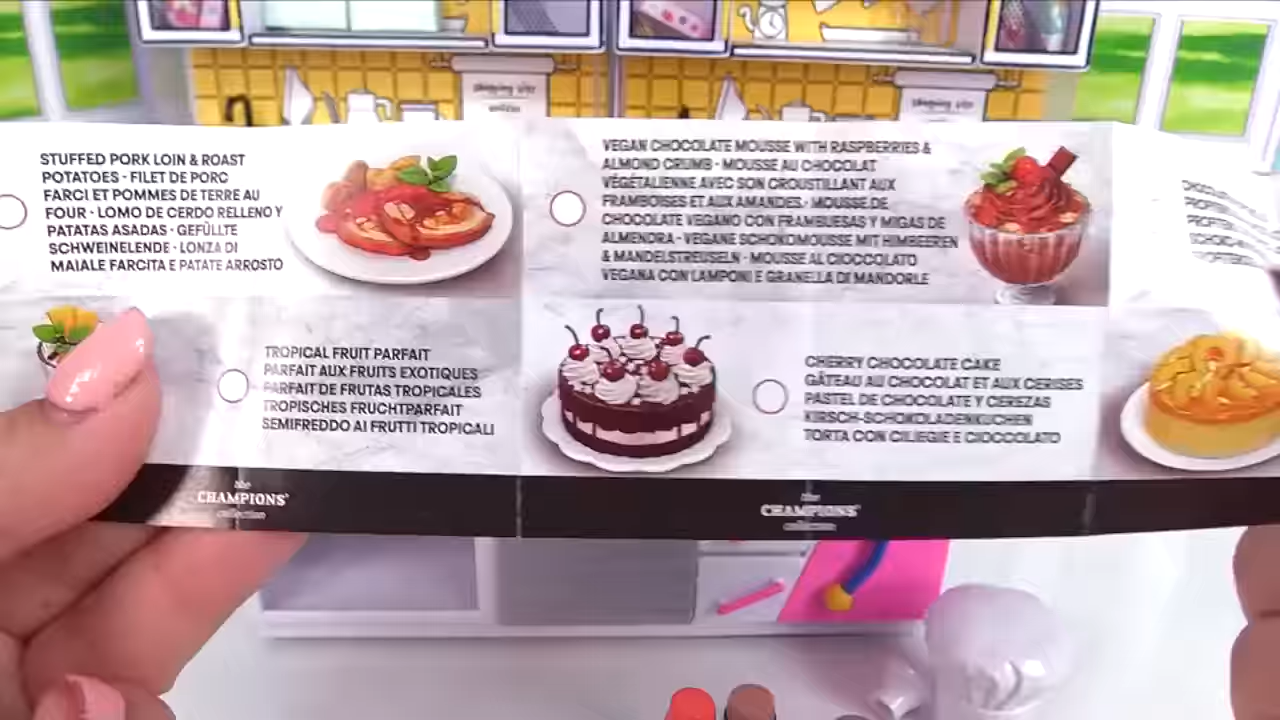 shopping list
shopping list
STUFFED PORK LOIN & ROAST
POTATOES · FILET DE PORC
FARCI ET POMMES DE TERRE AU
FOUR · LOMO DE CERDO RELLENO Y
PATATAS ASADAS · GEFÜLLTE
SCHWEINELENDE · LONZA DI
MAIALE FARCITA E PATATE ARROSTO
VEGAN CHOCOLATE MOUSSE WITH RASPBERRIES &
ALMOND CRUMB · MOUSSE AU CHOCOLAT
VÉGÉTALIENNE AVEC SON CROUSTILLANT AUX
FRAMBOISES ET AUX AMANDES · MOUSSE DE
CHOCOLATE VEGANO CON FRAMBUESAS Y MIGAS DE
ALMENDRA · VEGANE SCHOKOMOUSSE MIT HIMBEEREN
& MANDELSTREUSELN · MOUSSE AL CIOCCOLATO
VEGANA CON LAMPONI E GRANELLA DI MANDORLE
TROPICAL FRUIT PARFAIT
PARFAIT AUX FRUITS EXOTIQUES
PARFAIT DE FRUTAS TROPICALES
TROPISCHES FRUCHTPARFAIT
SEMIFREDDO AI FRUTTI TROPICALI
CHERRY CHOCOLATE CAKE
GÂTEAU AU CHOCOLAT ET AUX CERISES
PASTEL DE CHOCOLATE Y CEREZAS
KIRSCH-SCHOKOLADENKUCHEN
TORTA CON CILIEGIE E CIOCCOLATO
the
CHAMPIONS'
collection
the
CHAMPIONS'
collection